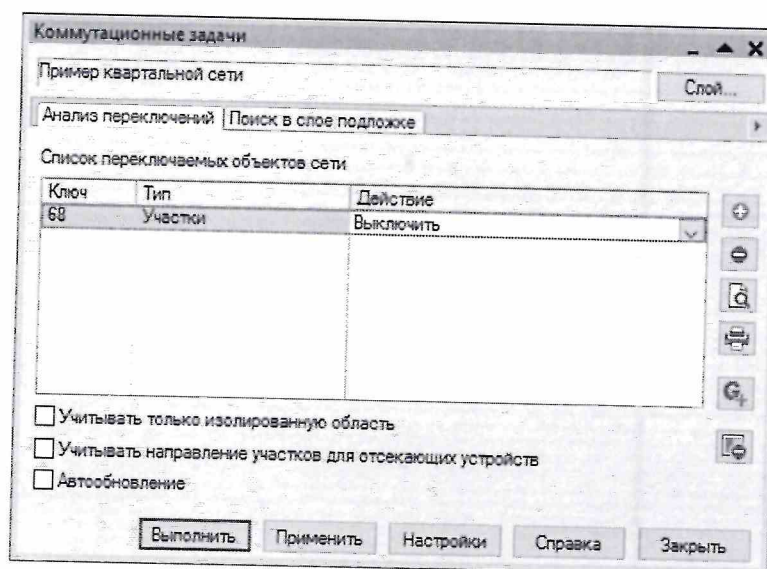 Коммутационные задачи
Пример квартальной сети
Слой...
Анализ переключений Поиск в слое подложке
Список переключаемых объектов сети
Ключ Тип Действие
68 Участки Выключить
Учитывать только изолированную область
Учитывать направление участков для отсекающих устройств
Автообновление
Выполнить Применить Настройки Справка Закрыть